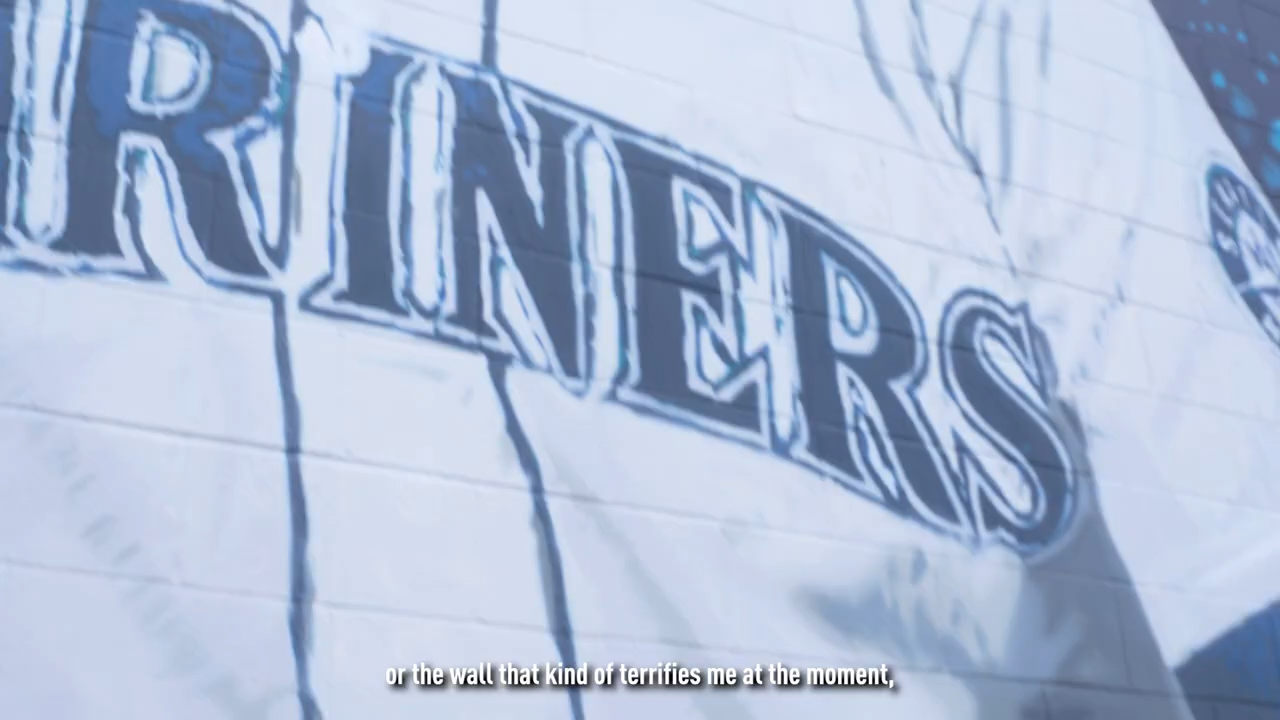 RINERS
or the wall that kind of terrifies me at the moment,